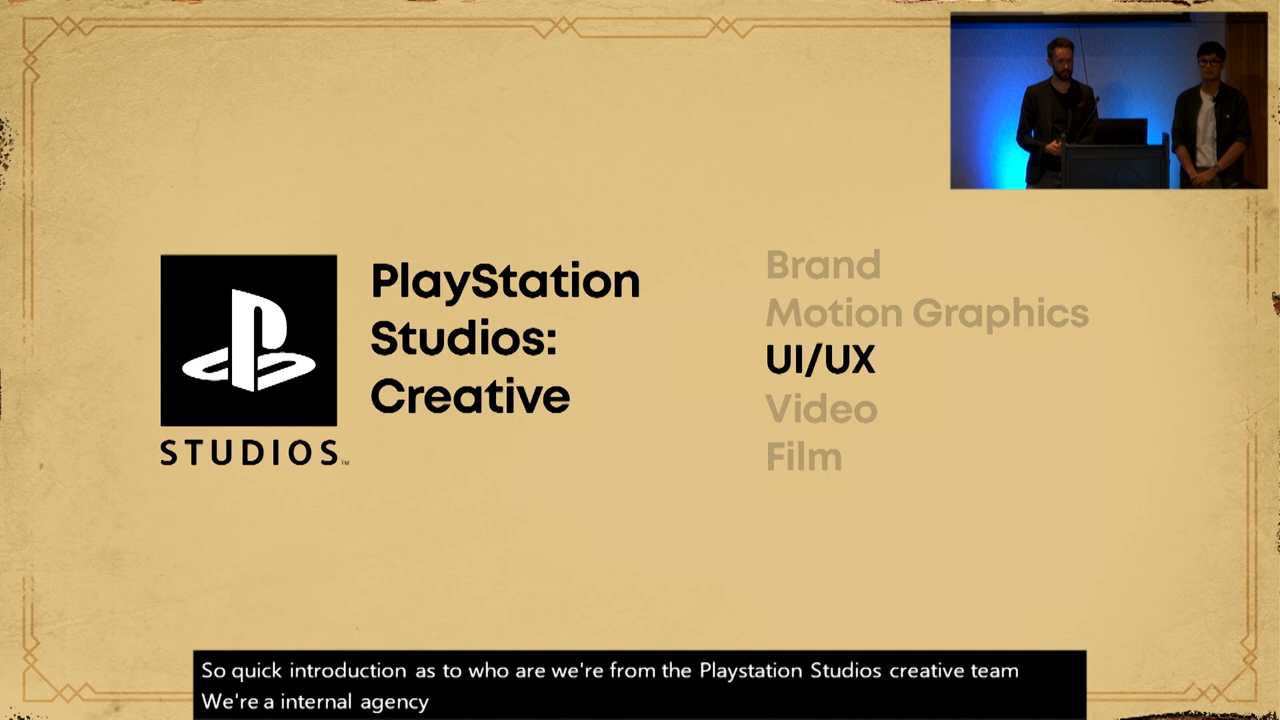 PlayStation
Studios:
Creative
STUDIOS™
Brand
Motion Graphics
UI/UX
Video
Film
So quick introduction as to who are we're from the Playstation Studios creative team
We're a internal agency